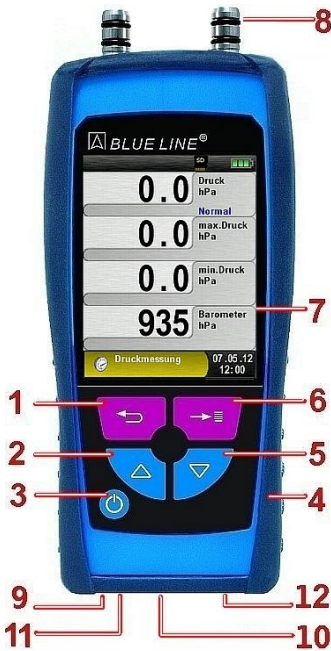 8
BLUE LINE®
SD
0.0 Druck hPa
Normal
0.0 max.Druck hPa
0.0 min.Druck hPa
935 Barometer hPa
7
Druckmessung 07.05.12
12:00
1
6
2
5
3
4
9
12
11
10